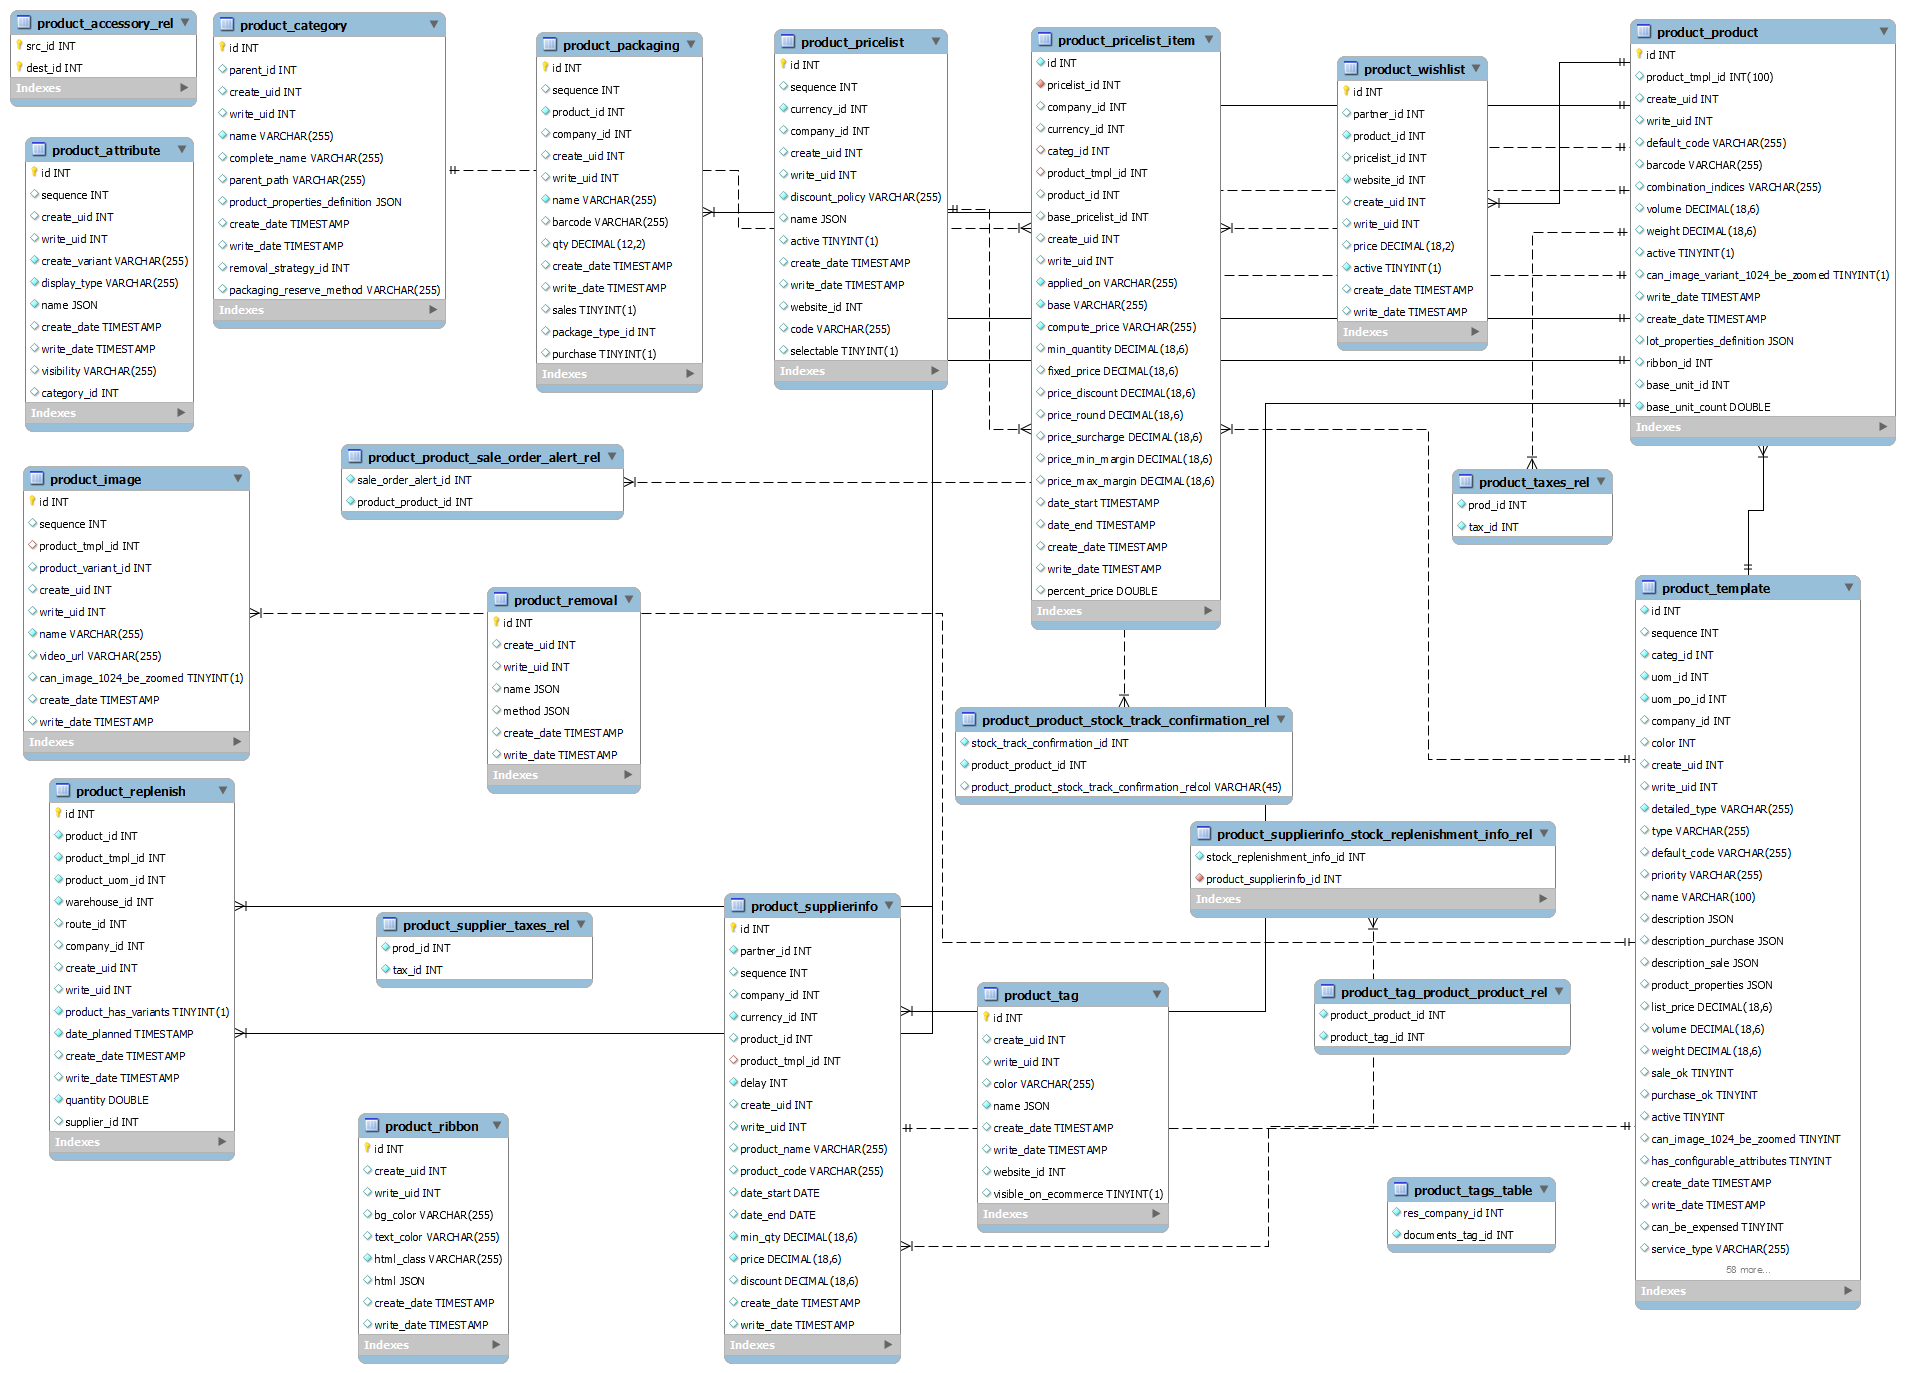 product_accessory_rel
src_id INT
dest_id INT
Indexes
product_category
id INT
parent_id INT
create_uid INT
write_uid INT
name VARCHAR(255)
complete_name VARCHAR(255)
parent_path VARCHAR(255)
product_properties_definition JSON
create_date TIMESTAMP
write_date TIMESTAMP
removal_strategy_id INT
packaging_reserve_method VARCHAR(255)
Indexes
product_packaging
id INT
sequence INT
product_id INT
company_id INT
create_uid INT
write_uid INT
name VARCHAR(255)
barcode VARCHAR(255)
qty DECIMAL(12,2)
create_date TIMESTAMP
write_date TIMESTAMP
sales TINYINT(1)
package_type_id INT
purchase TINYINT(1)
Indexes
product_pricelist
id INT
sequence INT
currency_id INT
company_id INT
create_uid INT
write_uid INT
discount_policy VARCHAR(255)
name JSON
active TINYINT(1)
create_date TIMESTAMP
write_date TIMESTAMP
website_id INT
code VARCHAR(255)
selectable TINYINT(1)
Indexes
product_pricelist_item
id INT
pricelist_id INT
company_id INT
currency_id INT
categ_id INT
product_tmpl_id INT
product_id INT
base_pricelist_id INT
create_uid INT
write_uid INT
applied_on VARCHAR(255)
base VARCHAR(255)
compute_price VARCHAR(255)
min_quantity DECIMAL(18,6)
fixed_price DECIMAL(18,6)
price_discount DECIMAL(18,6)
price_round DECIMAL(18,6)
price_surcharge DECIMAL(18,6)
price_min_margin DECIMAL(18,6)
price_max_margin DECIMAL(18,6)
date_start TIMESTAMP
date_end TIMESTAMP
create_date TIMESTAMP
write_date TIMESTAMP
percent_price DOUBLE
Indexes
product_wishlist
id INT
partner_id INT
product_id INT
pricelist_id INT
website_id INT
create_uid INT
write_uid INT
price DECIMAL(18,2)
active TINYINT(1)
create_date TIMESTAMP
write_date TIMESTAMP
Indexes
product_product
id INT
product_tmpl_id INT(100)
create_uid INT
write_uid INT
default_code VARCHAR(255)
barcode VARCHAR(255)
combination_indices VARCHAR(255)
volume DECIMAL(18,6)
weight DECIMAL(18,6)
active TINYINT(1)
can_image_variant_1024_be_zoomed TINYINT(1)
write_date TIMESTAMP
create_date TIMESTAMP
lot_properties_definition JSON
ribbon_id INT
base_unit_id INT
base_unit_count DOUBLE
Indexes
product_attribute
id INT
sequence INT
create_uid INT
write_uid INT
create_variant VARCHAR(255)
display_type VARCHAR(255)
name JSON
create_date TIMESTAMP
write_date TIMESTAMP
visibility VARCHAR(255)
category_id INT
Indexes
product_product_sale_order_alert_rel
sale_order_alert_id INT
product_product_id INT
product_taxes_rel
prod_id INT
tax_id INT
product_image
id INT
sequence INT
product_tmpl_id INT
product_variant_id INT
create_uid INT
write_uid INT
name VARCHAR(255)
video_url VARCHAR(255)
can_image_1024_be_zoomed TINYINT(1)
create_date TIMESTAMP
write_date TIMESTAMP
Indexes
product_removal
id INT
create_uid INT
write_uid INT
name JSON
method JSON
create_date TIMESTAMP
write_date TIMESTAMP
Indexes
product_product_stock_track_confirmation_rel
stock_track_confirmation_id INT
product_product_id INT
product_product_stock_track_confirmation_relcol VARCHAR(45)
product_template
id INT
sequence INT
categ_id INT
uom_id INT
uom_po_id INT
company_id INT
color INT
create_uid INT
write_uid INT
detailed_type VARCHAR(255)
type VARCHAR(255)
default_code VARCHAR(255)
priority VARCHAR(255)
name VARCHAR(100)
description JSON
description_purchase JSON
description_sale JSON
product_properties JSON
list_price DECIMAL(18,6)
volume DECIMAL(18,6)
weight DECIMAL(18,6)
sale_ok TINYINT
purchase_ok TINYINT
active TINYINT
can_image_1024_be_zoomed TINYINT
has_configurable_attributes TINYINT
create_date TIMESTAMP
write_date TIMESTAMP
can_be_expensed TINYINT
service_type VARCHAR(255)
58 more...
Indexes
product_replenish
id INT
product_id INT
product_tmpl_id INT
product_uom_id INT
warehouse_id INT
route_id INT
company_id INT
create_uid INT
write_uid INT
product_has_variants TINYINT(1)
date_planned TIMESTAMP
create_date TIMESTAMP
write_date TIMESTAMP
quantity DOUBLE
supplier_id INT
Indexes
product_supplier_taxes_rel
prod_id INT
tax_id INT
product_supplierinfo
id INT
partner_id INT
sequence INT
company_id INT
currency_id INT
product_id INT
product_tmpl_id INT
delay INT
create_uid INT
write_uid INT
product_name VARCHAR(255)
product_code VARCHAR(255)
date_start DATE
date_end DATE
min_qty DECIMAL(18,6)
price DECIMAL(18,6)
discount DECIMAL(18,6)
create_date TIMESTAMP
write_date TIMESTAMP
Indexes
product_supplierinfo_stock_replenishment_info_rel
stock_replenishment_info_id INT
product_supplierinfo_id INT
Indexes
product_tag
id INT
create_uid INT
write_uid INT
color VARCHAR(255)
name JSON
create_date TIMESTAMP
write_date TIMESTAMP
website_id INT
visible_on_ecommerce TINYINT(1)
Indexes
product_tag_product_product_rel
product_product_id INT
product_tag_id INT
product_ribbon
id INT
create_uid INT
write_uid INT
bg_color VARCHAR(255)
text_color VARCHAR(255)
html_class VARCHAR(255)
html JSON
create_date TIMESTAMP
write_date TIMESTAMP
Indexes
product_tags_table
res_company_id INT
documents_tag_id INT